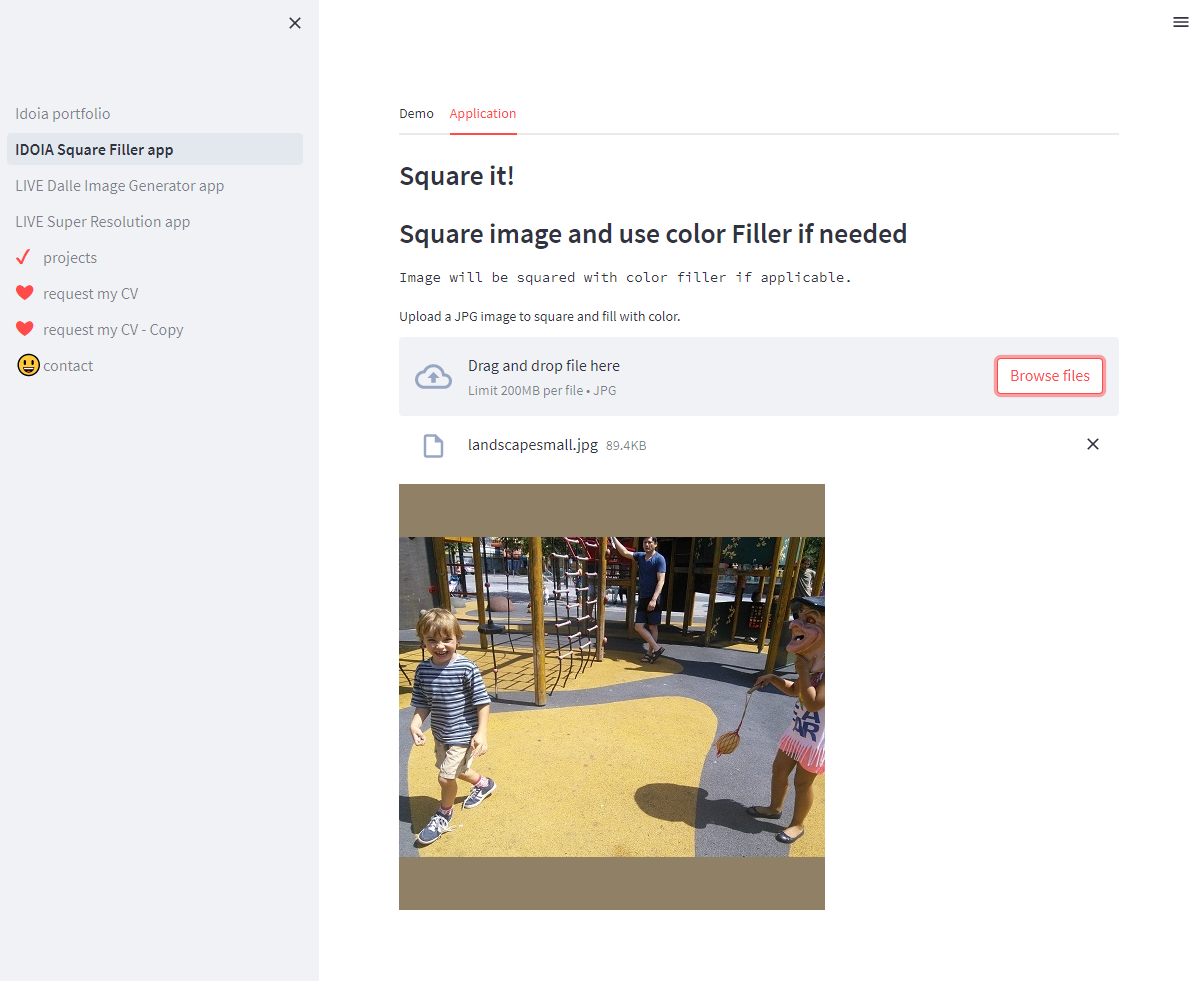 Idoia portfolio
IDOIA Square Filler app
LIVE Dalle Image Generator app
LIVE Super Resolution app
projects
request my CV
request my CV - Copy
contact
Demo Application
Square it!
Square image and use color Filler if needed
Image will be squared with color filler if applicable.
Upload a JPG image to square and fill with color.
Drag and drop file here
Limit 200MB per file • JPG
Browse files
landscapesmall.jpg 89.4KB